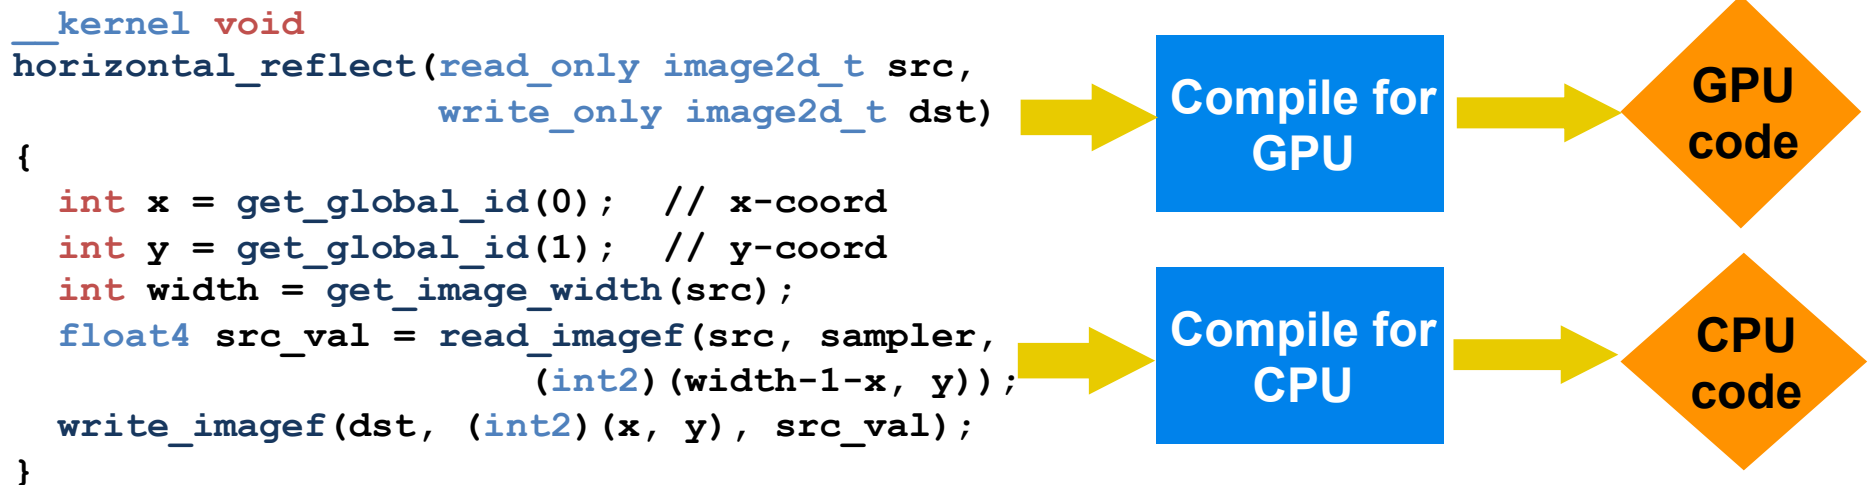 __kernel void
horizontal_reflect(read_only image2d_t src,
                   write_only image2d_t dst)
{
  int x = get_global_id(0);  // x-coord
  int y = get_global_id(1);  // y-coord
  int width = get_image_width(src);
  float4 src_val = read_imagef(src, sampler,
                       (int2)(width-1-x, y));
  write_imagef(dst, (int2)(x, y), src_val);
}
Compile for
GPU
GPU
code
Compile for
CPU
CPU
code